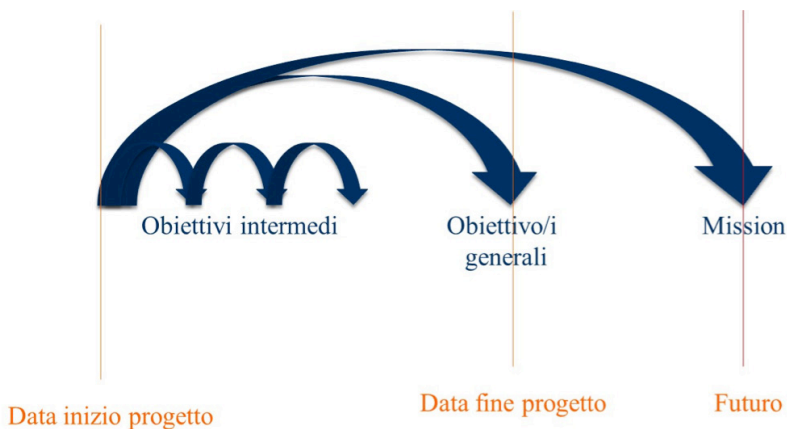 Obiettivi intermedi
Obiettivo/i
generali
Mission
Data inizio progetto
Data fine progetto
Futuro